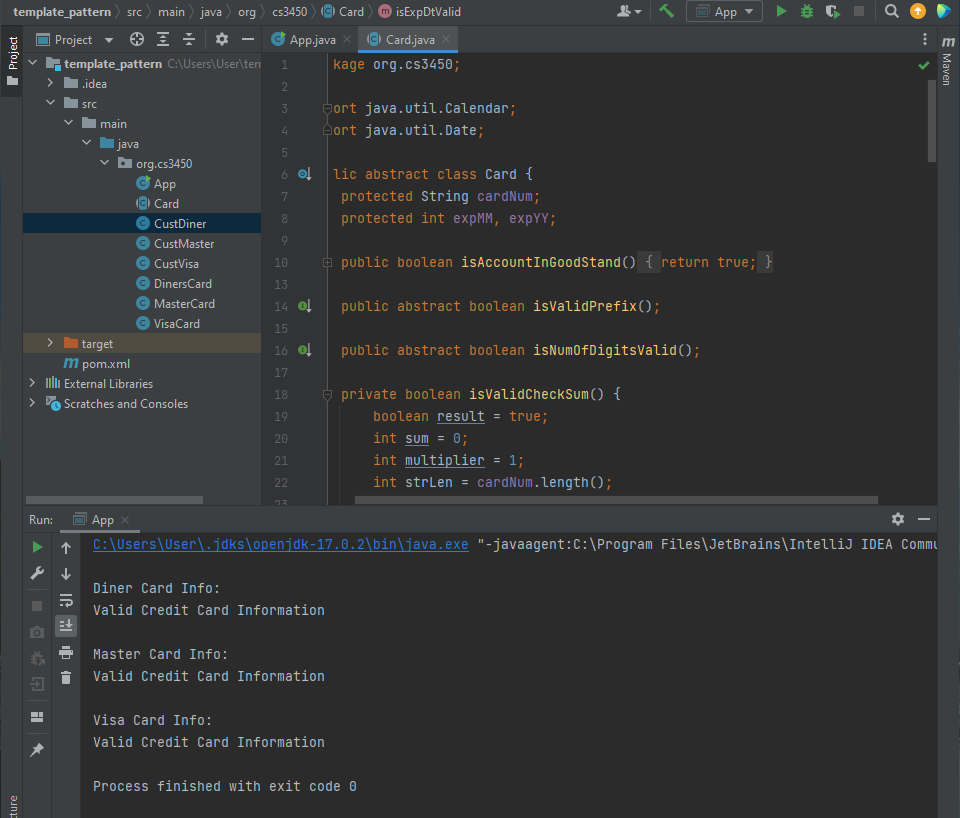 template_pattern src main java org cs3450 Card isExpDtValid App
Project App.java Card.java
Project
template_pattern C:\Users\User\tem
.idea
src
main
java
org.cs3450
App
Card
CustDiner
CustMaster
CustVisa
DinersCard
MasterCard
VisaCard
target
pom.xml
External Libraries
Scratches and Consoles
1 kage org.cs3450;
2
3 ort java.util.Calendar;
4 ort java.util.Date;
5
6 lic abstract class Card {
7 protected String cardNum;
8 protected int expMM, expYY;
9
10 public boolean isAccountInGoodStand() { return true; }
13
14 public abstract boolean isValidPrefix();
15
16 public abstract boolean isNumOfDigitsValid();
17
18 private boolean isValidCheckSum() {
19 boolean result = true;
20 int sum = 0;
21 int multiplier = 1;
22 int strLen = cardNum.length();
23
m
Maven
Run: App
C:\Users\User\.jdks\openjdk-17.0.2\bin\java.exe "-javaagent:C:\Program Files\JetBrains\IntelliJ IDEA Commu
Diner Card Info:
Valid Credit Card Information
Master Card Info:
Valid Credit Card Information
Visa Card Info:
Valid Credit Card Information
Process finished with exit code 0